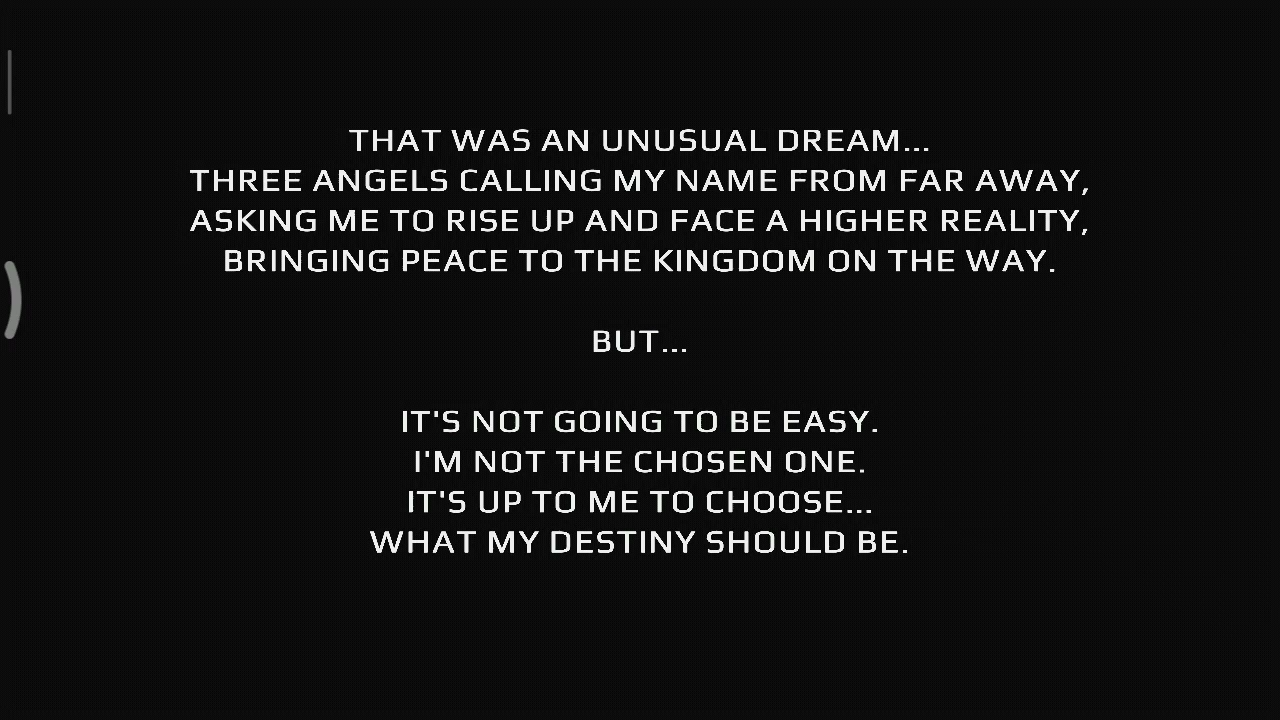 THAT WAS AN UNUSUAL DREAM...
THREE ANGELS CALLING MY NAME FROM FAR AWAY,
ASKING ME TO RISE UP AND FACE A HIGHER REALITY,
BRINGING PEACE TO THE KINGDOM ON THE WAY.
BUT...
IT'S NOT GOING TO BE EASY.
I'M NOT THE CHOSEN ONE.
IT'S UP TO ME TO CHOOSE...
WHAT MY DESTINY SHOULD BE.